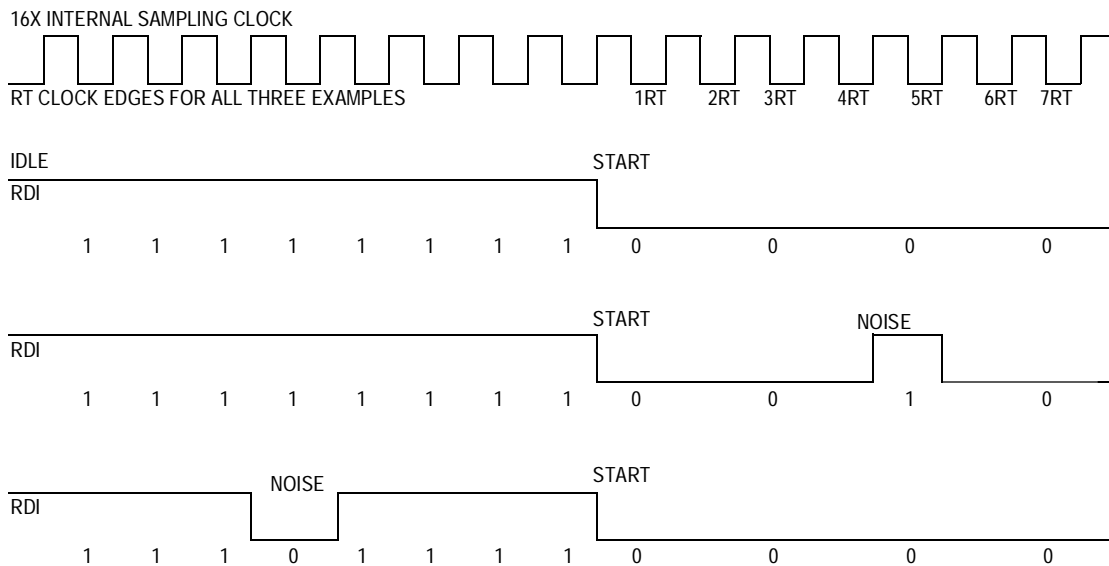 16X INTERNAL SAMPLING CLOCK
RT CLOCK EDGES FOR ALL THREE EXAMPLES 1RT 2RT 3RT 4RT 5RT 6RT 7RT
IDLE START
RDI
1 1 1 1 1 1 1 1 0 0 0 0
START NOISE
RDI
1 1 1 1 1 1 1 1 0 0 1 0
NOISE START
RDI
1 1 1 0 1 1 1 1 0 0 0 0